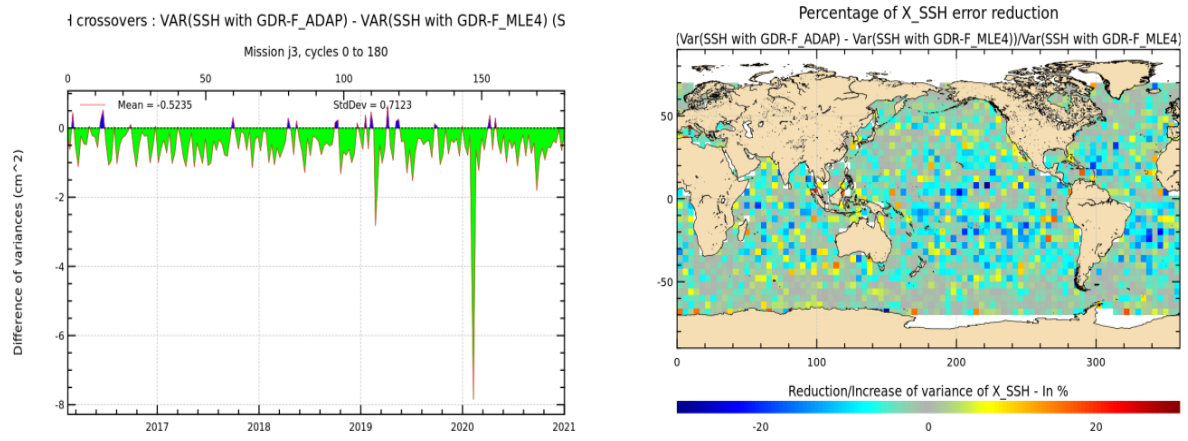 H crossovers : VAR(SSH with GDR-F_ADAP) - VAR(SSH with GDR-F_MLE4) (S
Mission j3, cycles 0 to 180
0 50 100 150
Mean = -0.5235 StdDev = 0.7123
Difference of variances (cm^2)
0
-2
-4
-6
-8
2017 2018 2019 2020 2021
Percentage of X_SSH error reduction
(Var(SSH with GDR-F_ADAP) - Var(SSH with GDR-F_MLE4))/Var(SSH with GDR-F_MLE4)
50
0
-50
0 100 200 300
Reduction/Increase of variance of X_SSH - In %
-20 0 20